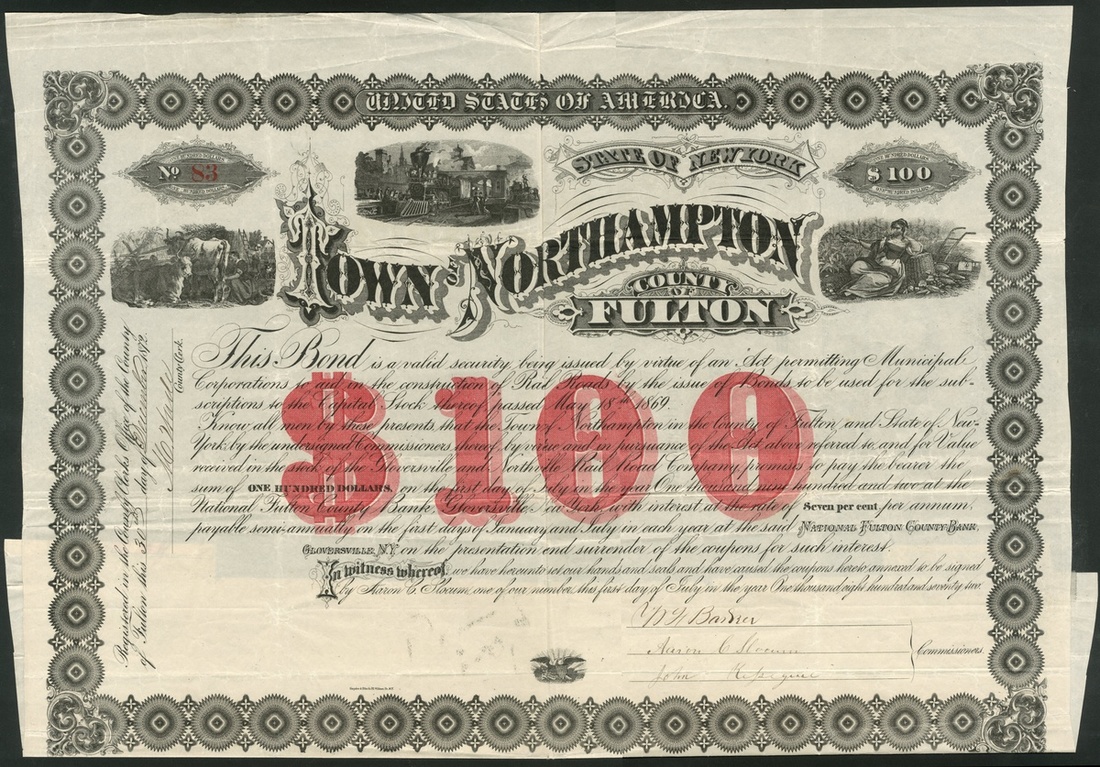 UNITED STATES OF AMERICA.
No 83
STATE OF NEW YORK
$100
TOWN OF NORTHAMPTON
COUNTY
OF
FULTON
This Bond is a valid security being issued by virtue of an Act permitting Municipal
Corporations to aid in the construction of Rail Roads by the issue of Bonds to be used for the sub-
scriptions to the Capital Stock thereof passed May 18th 1869.
Know all men by these presents that the Town of Northampton in the County of Fulton, and State of New-
York, by the undersigned Commissioners thereof by virtue and in pursuance of the Act above referred to, and for Value
received in the stock of the Gloversville and Northville Rail Road Company, promises to pay the bearer the
sum of ONE HUNDRED DOLLARS, on the first day of July in the year One thousand nine hundred and two at the
National Fulton County Bank, Gloversville, New York, with interest at the rate of Seven per cent, per annum,
payable semi-annually on the first days of January and July in each year at the said NATIONAL FULTON COUNTY BANK,
GLOVERSVILLE, N.Y. on the presentation end surrender of the coupons for such interest.
In witness whereof, we have hereunto set our hands and seals and have caused the coupons hereto annexed to be signed
by Aaron C. Slocum, one of our number this first day of July in the year One thousand eight hundred and seventy two.
$100
Aaron C Slocum
John
Commissioners.
Registered in the County Clerks Office of the County
of Fulton this 3rd day December 1872.
County Clerk.